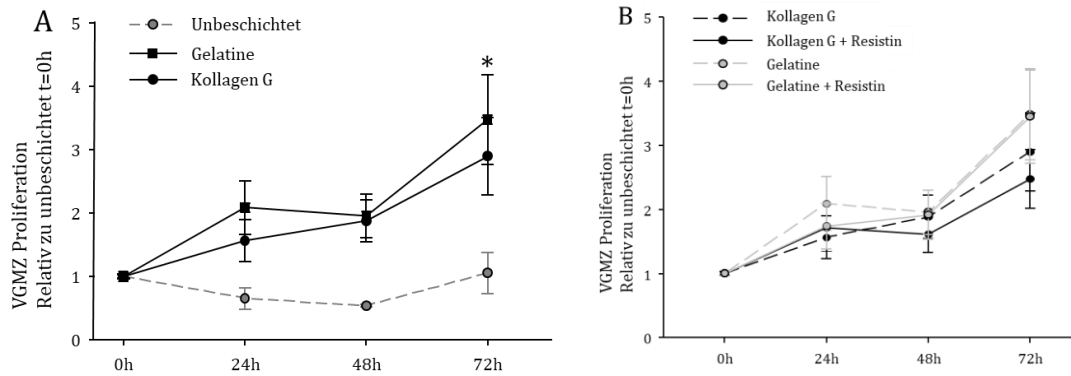 A
VGMZ Proliferation
Relativ zu unbeschichtet t=0h
5
4
3
2
1
0
Unbeschichtet
Gelatine
Kollagen G
*
0h
24h
48h
72h
B
VGMZ Proliferation
Relativ zu unbeschichtet t=0h
5
4
3
2
1
0
Kollagen G
Kollagen G + Resistin
Gelatine
Gelatine + Resistin
0h
24h
48h
72h